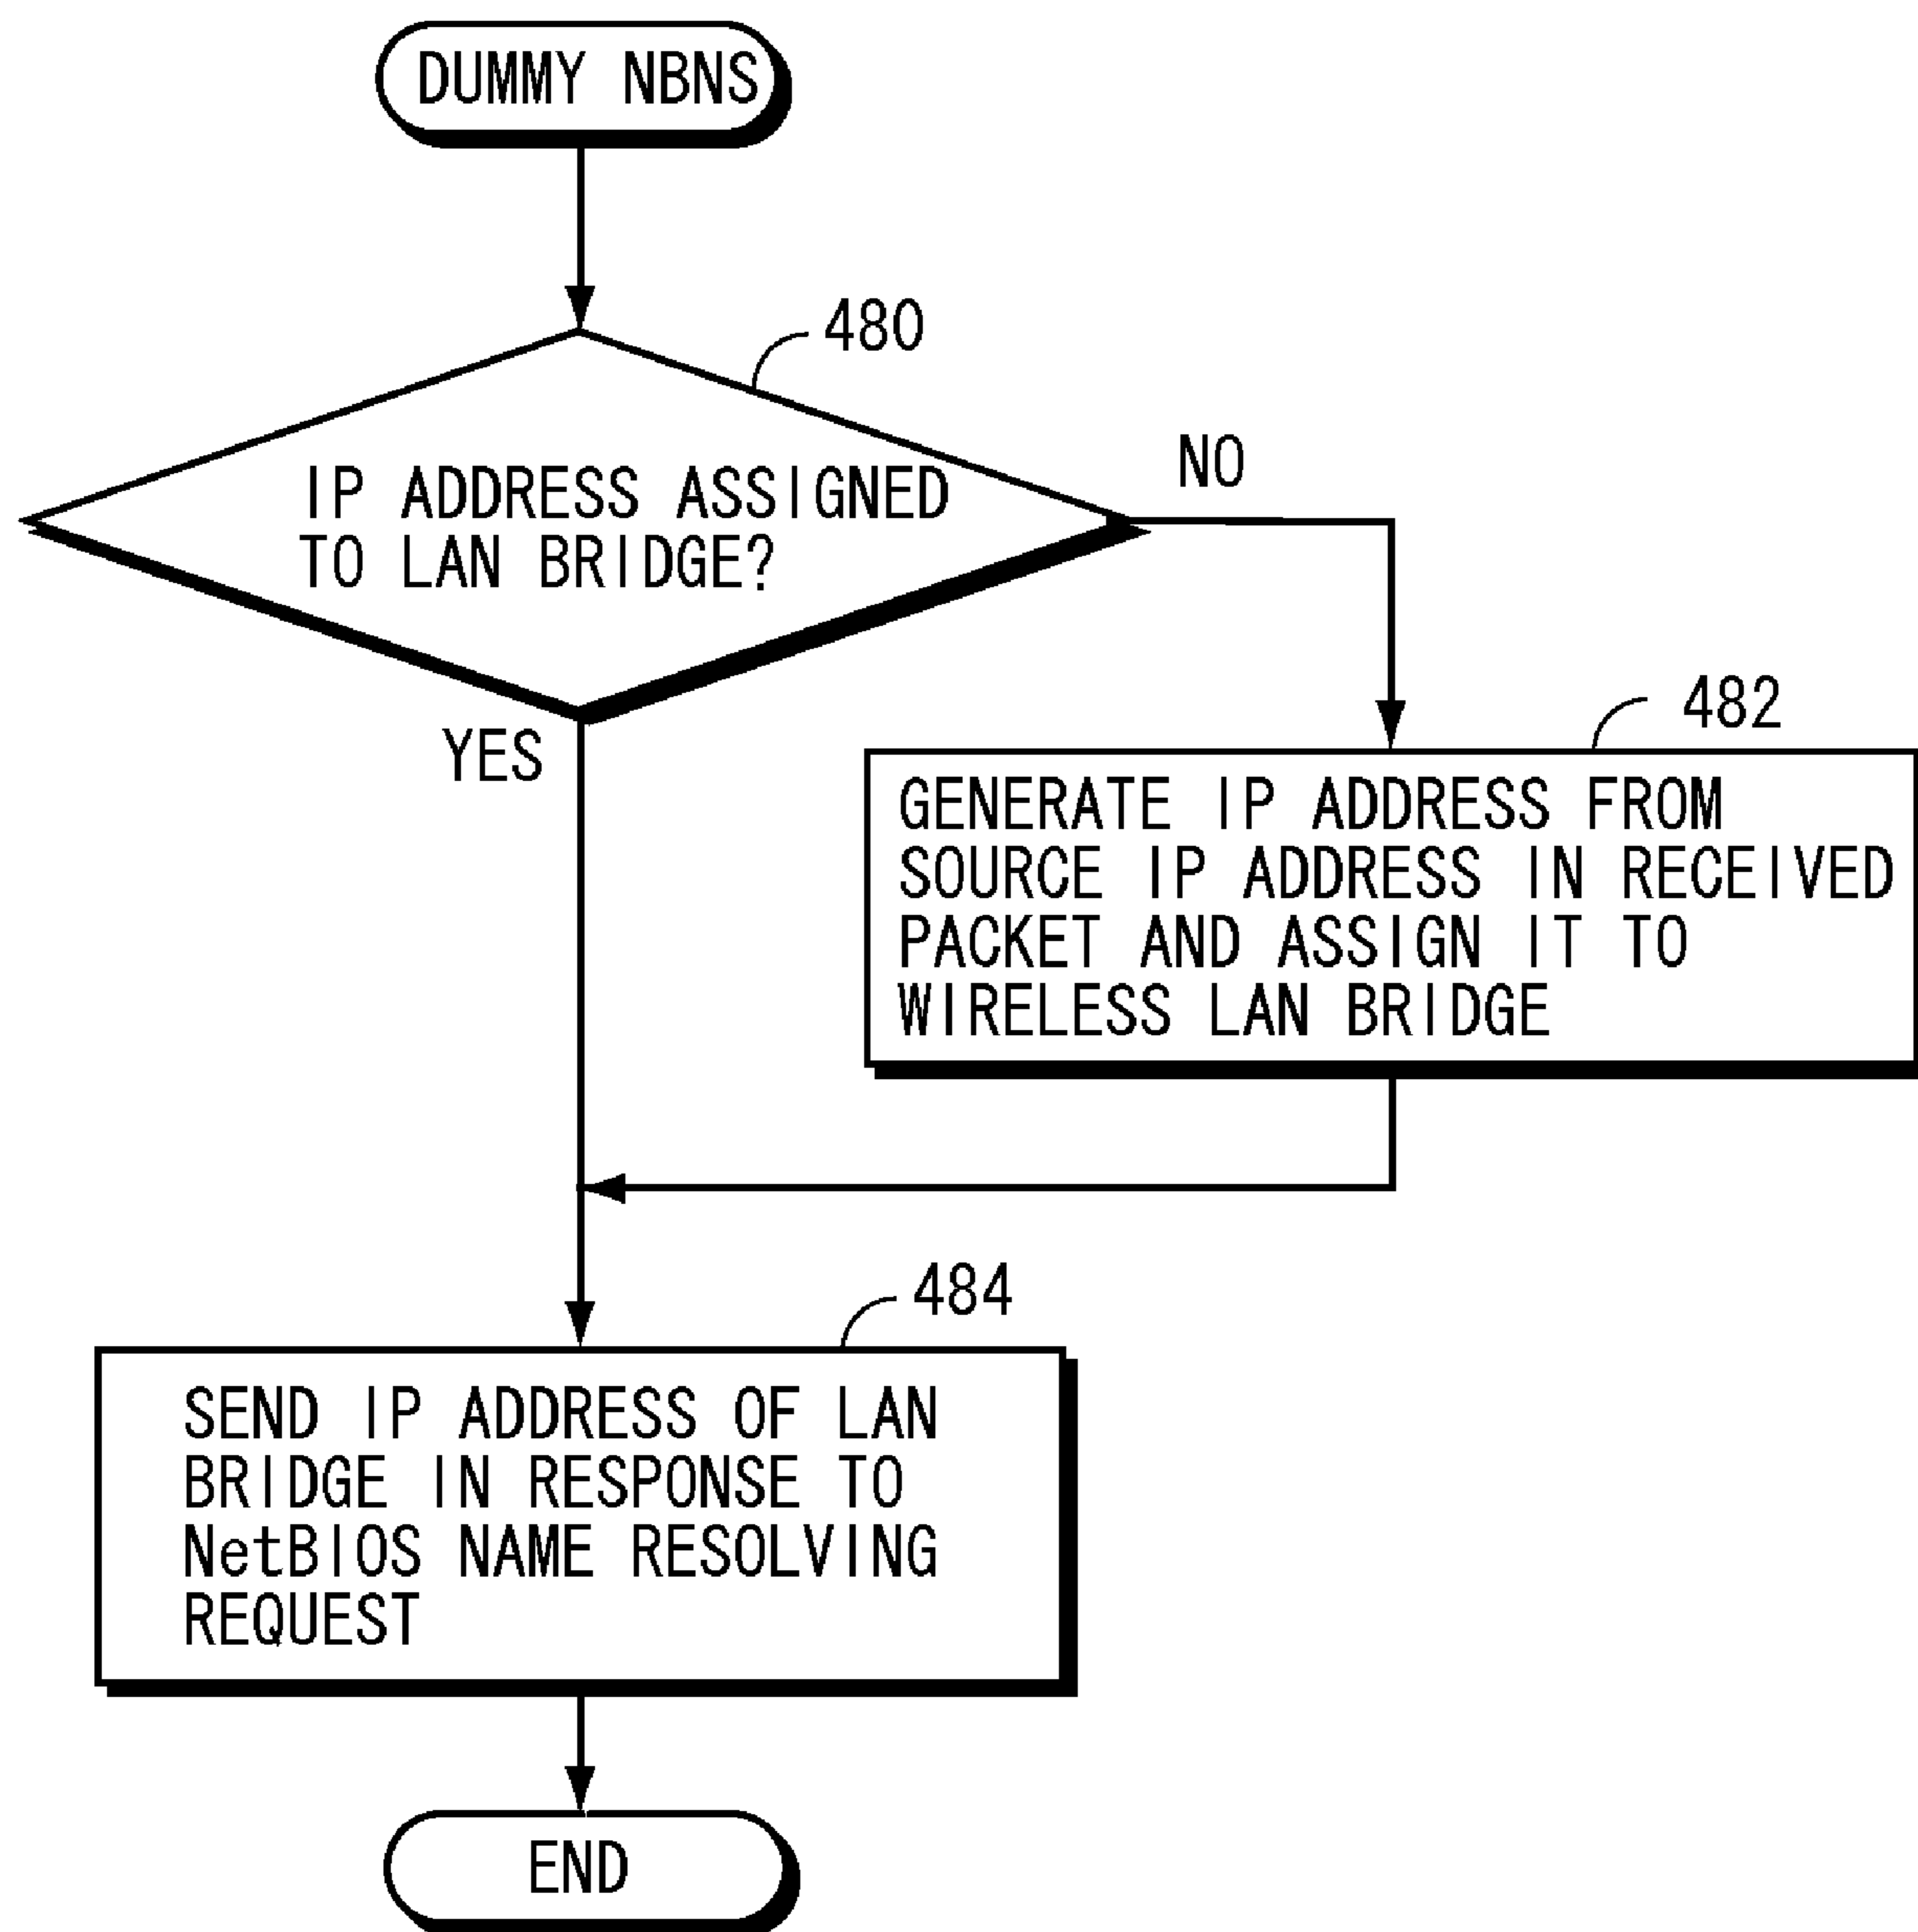 DUMMY NBNS
480
IP ADDRESS ASSIGNED
TO LAN BRIDGE?
NO
YES
482
GENERATE IP ADDRESS FROM
SOURCE IP ADDRESS IN RECEIVED
PACKET AND ASSIGN IT TO
WIRELESS LAN BRIDGE
484
SEND IP ADDRESS OF LAN
BRIDGE IN RESPONSE TO
NetBIOS NAME RESOLVING
REQUEST
END